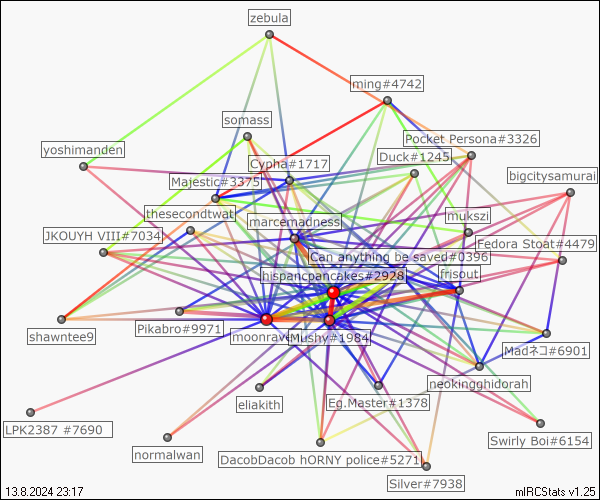 zebula
ming#4742
somass
Pocket Persona#3326
yoshimanden
Cypha#1717
Duck#1245
bigcitysamurai
Majestic#3375
thesecondtwat
marcemadness
mukszi
JKOUYH VIII#7034
Fedora Stoat#4479
Can anything be saved#0396
hispancpancakes#2928
frisput
shawntee9
Pikabro#9971
moonrave
Mushy#1984
Madネコ#6901
neokingghidorah
eliakith
Eg.Master#1378
LPK2387 #7690
normalwan
DacobDacob hORNY police#5271
Swirly Boi#6154
Silver#7938
13.8.2024 23:17
mIRCStats v1.25